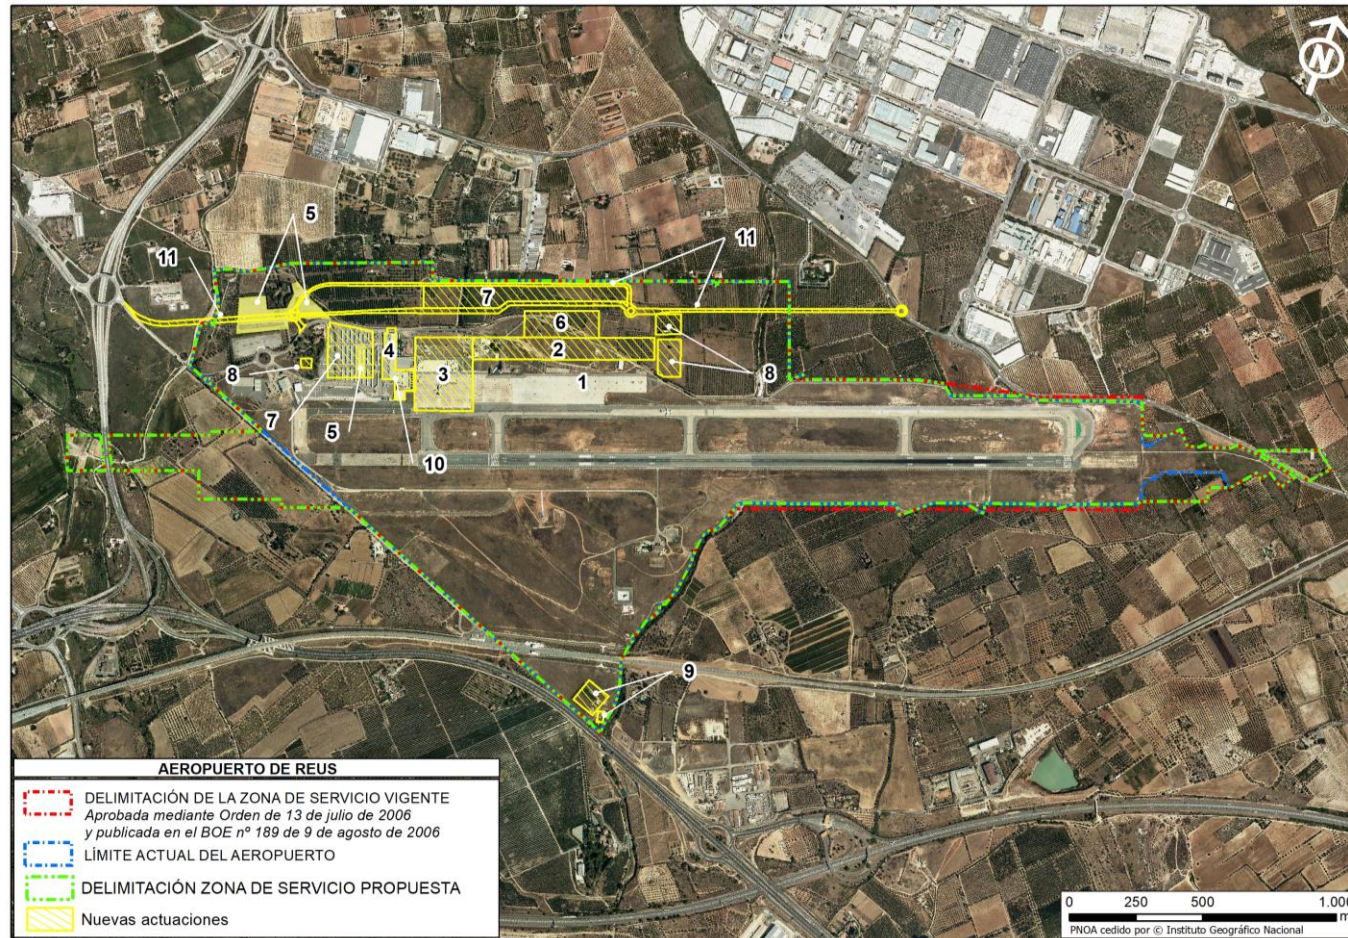 N
5
11
11
7
6
8
4
2
3
1
8
7
5
10
9
AEROPUERTO DE REUS
DELIMITACIÓN DE LA ZONA DE SERVICIO VIGENTE
Aprobada mediante Orden de 13 de julio de 2006
y publicada en el BOE nº 189 de 9 de agosto de 2006
LÍMITE ACTUAL DEL AEROPUERTO
DELIMITACIÓN ZONA DE SERVICIO PROPUESTA
Nuevas actuaciones
0 250 500 1.000
m
PNOA cedido por © Instituto Geográfico Nacional